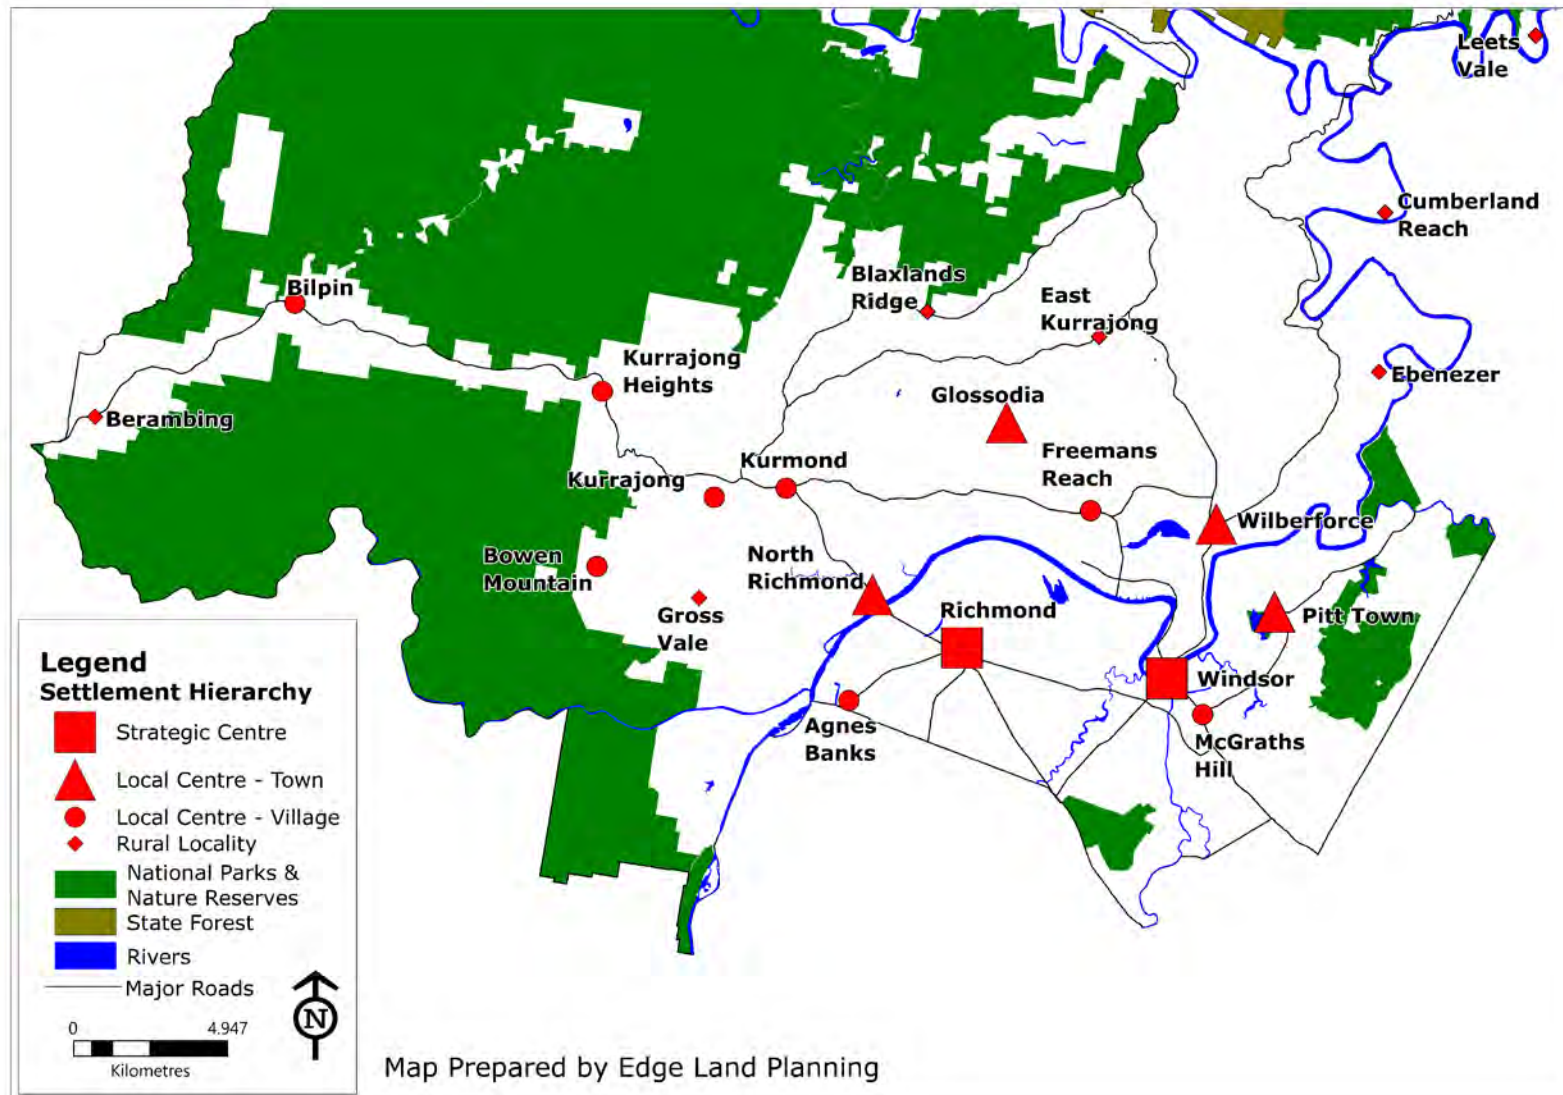 Leets
Vale
Cumberland
Reach
Blaxlands
Ridge
Bilpin
East
Kurrajong
Kurrajong
Heights
Ebenezer
Glossodia
Berambing
Freemans
Reach
Kurmond
Kurrajong
Wilberforce
North
Richmond
Bowen
Mountain
Richmond
Pitt Town
Gross
Vale
Windsor
Agnes
Banks
McGraths
Hill
Legend
Settlement Hierarchy
Strategic Centre
Local Centre - Town
Local Centre - Village
Rural Locality
National Parks &
Nature Reserves
State Forest
Rivers
Major Roads
0 4.947
Kilometres
N
Map Prepared by Edge Land Planning